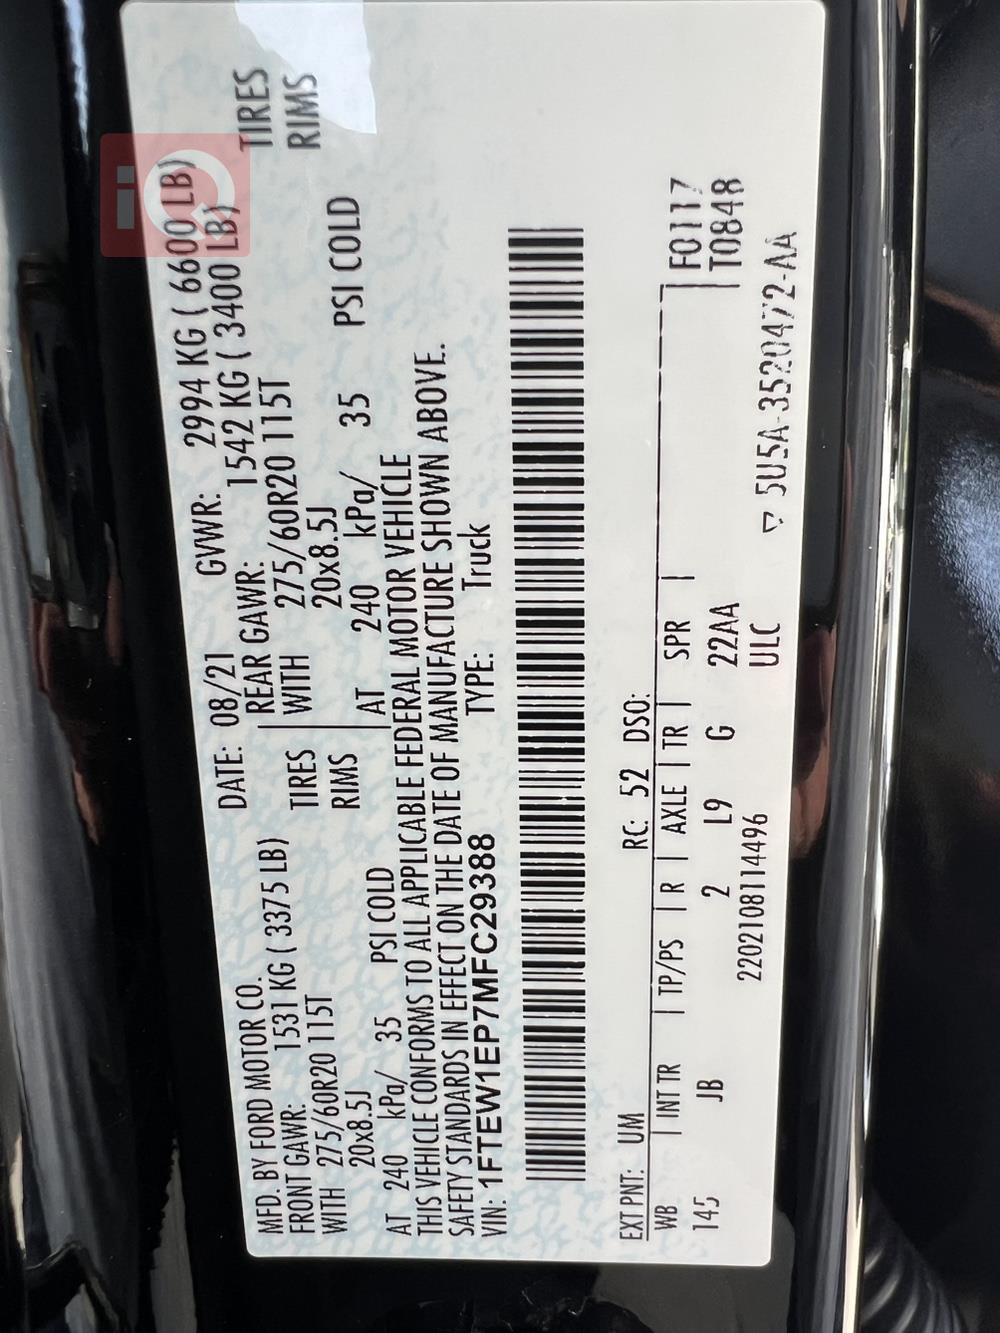 MFD. BY FORD MOTOR CO. DATE: 08/21 GVWR: 2994 KG ( 6600 LB)
FRONT GAWR: 1531 KG ( 3375 LB) REAR GAWR: 1542 KG ( 3400 LB)
WITH 275/60R20 115T TIRES WITH 275/60R20 115T TIRES
20x8.5J RIMS 20x8.5J RIMS
AT 240 kPa/ 35 PSI COLD AT 240 kPa/ 35 PSI COLD
THIS VEHICLE CONFORMS TO ALL APPLICABLE FEDERAL MOTOR VEHICLE
SAFETY STANDARDS IN EFFECT ON THE DATE OF MANUFACTURE SHOWN ABOVE.
VIN: 1FTEW1EP7MFC29388 TYPE: Truck
EXT PNT: UM RC: 52 DSO:
WB INT TR TP/PS R AXLE TR SPR F0117
145 JB 2 L9 G 22AA T0848
2202108114496 ULC
5U5A-3520472-AA
iQ